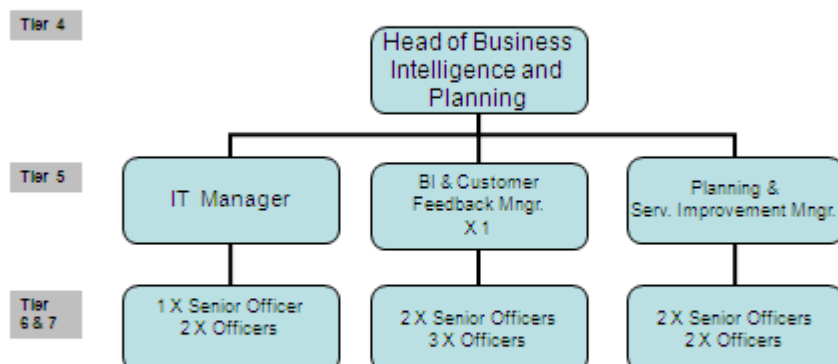 Tier 4
Head of Business
Intelligence and
Planning
Tier 5
IT Manager
BI & Customer
Feedback Mngr.
X 1
Planning &
Serv. Improvement Mngr.
Tier
6 & 7
1 X Senior Officer
2 X Officers
2 X Senior Officers
3 X Officers
2 X Senior Officers
2 X Officers